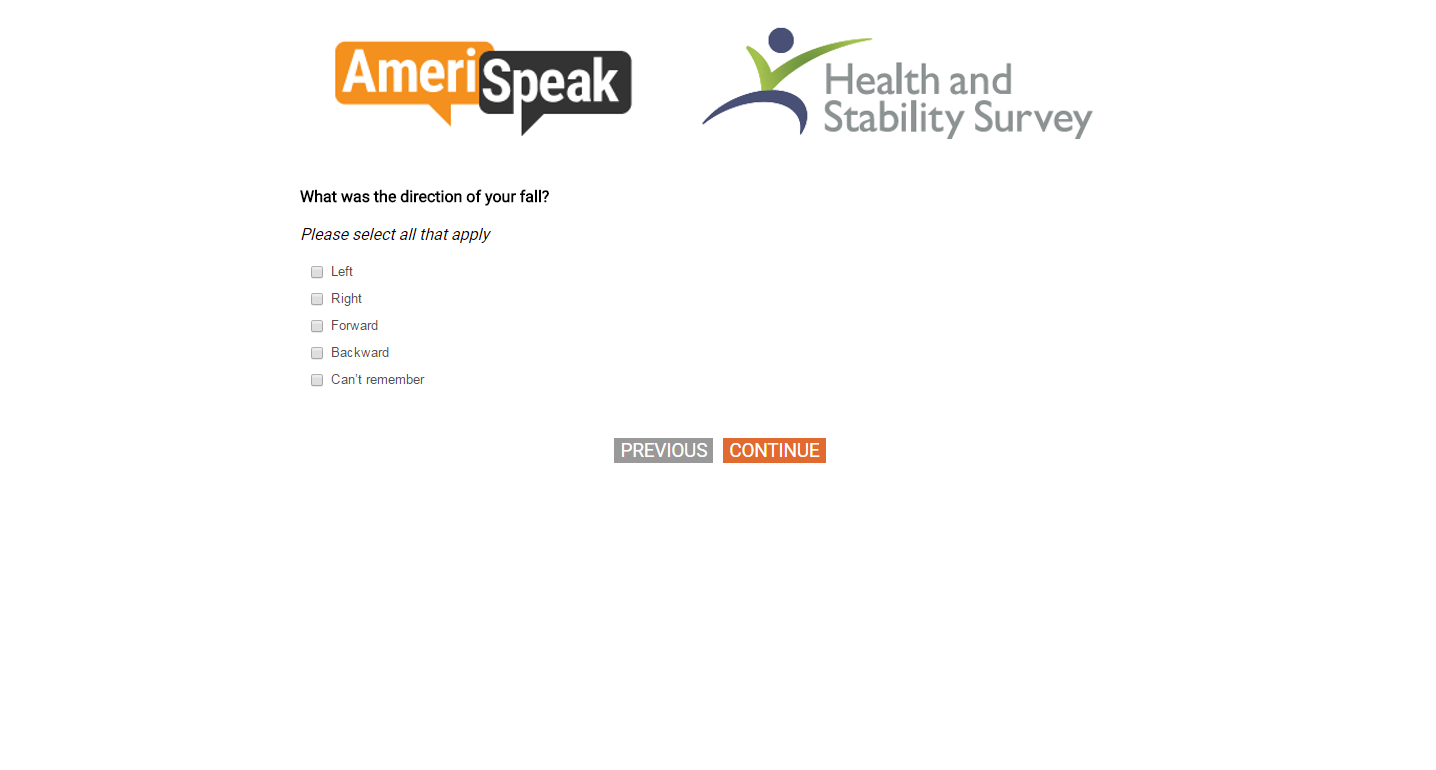 AmeriSpeak
Health and
Stability Survey
What was the direction of your fall?
Please select all that apply
Left
Right
Forward
Backward
Can't remember
PREVIOUS CONTINUE